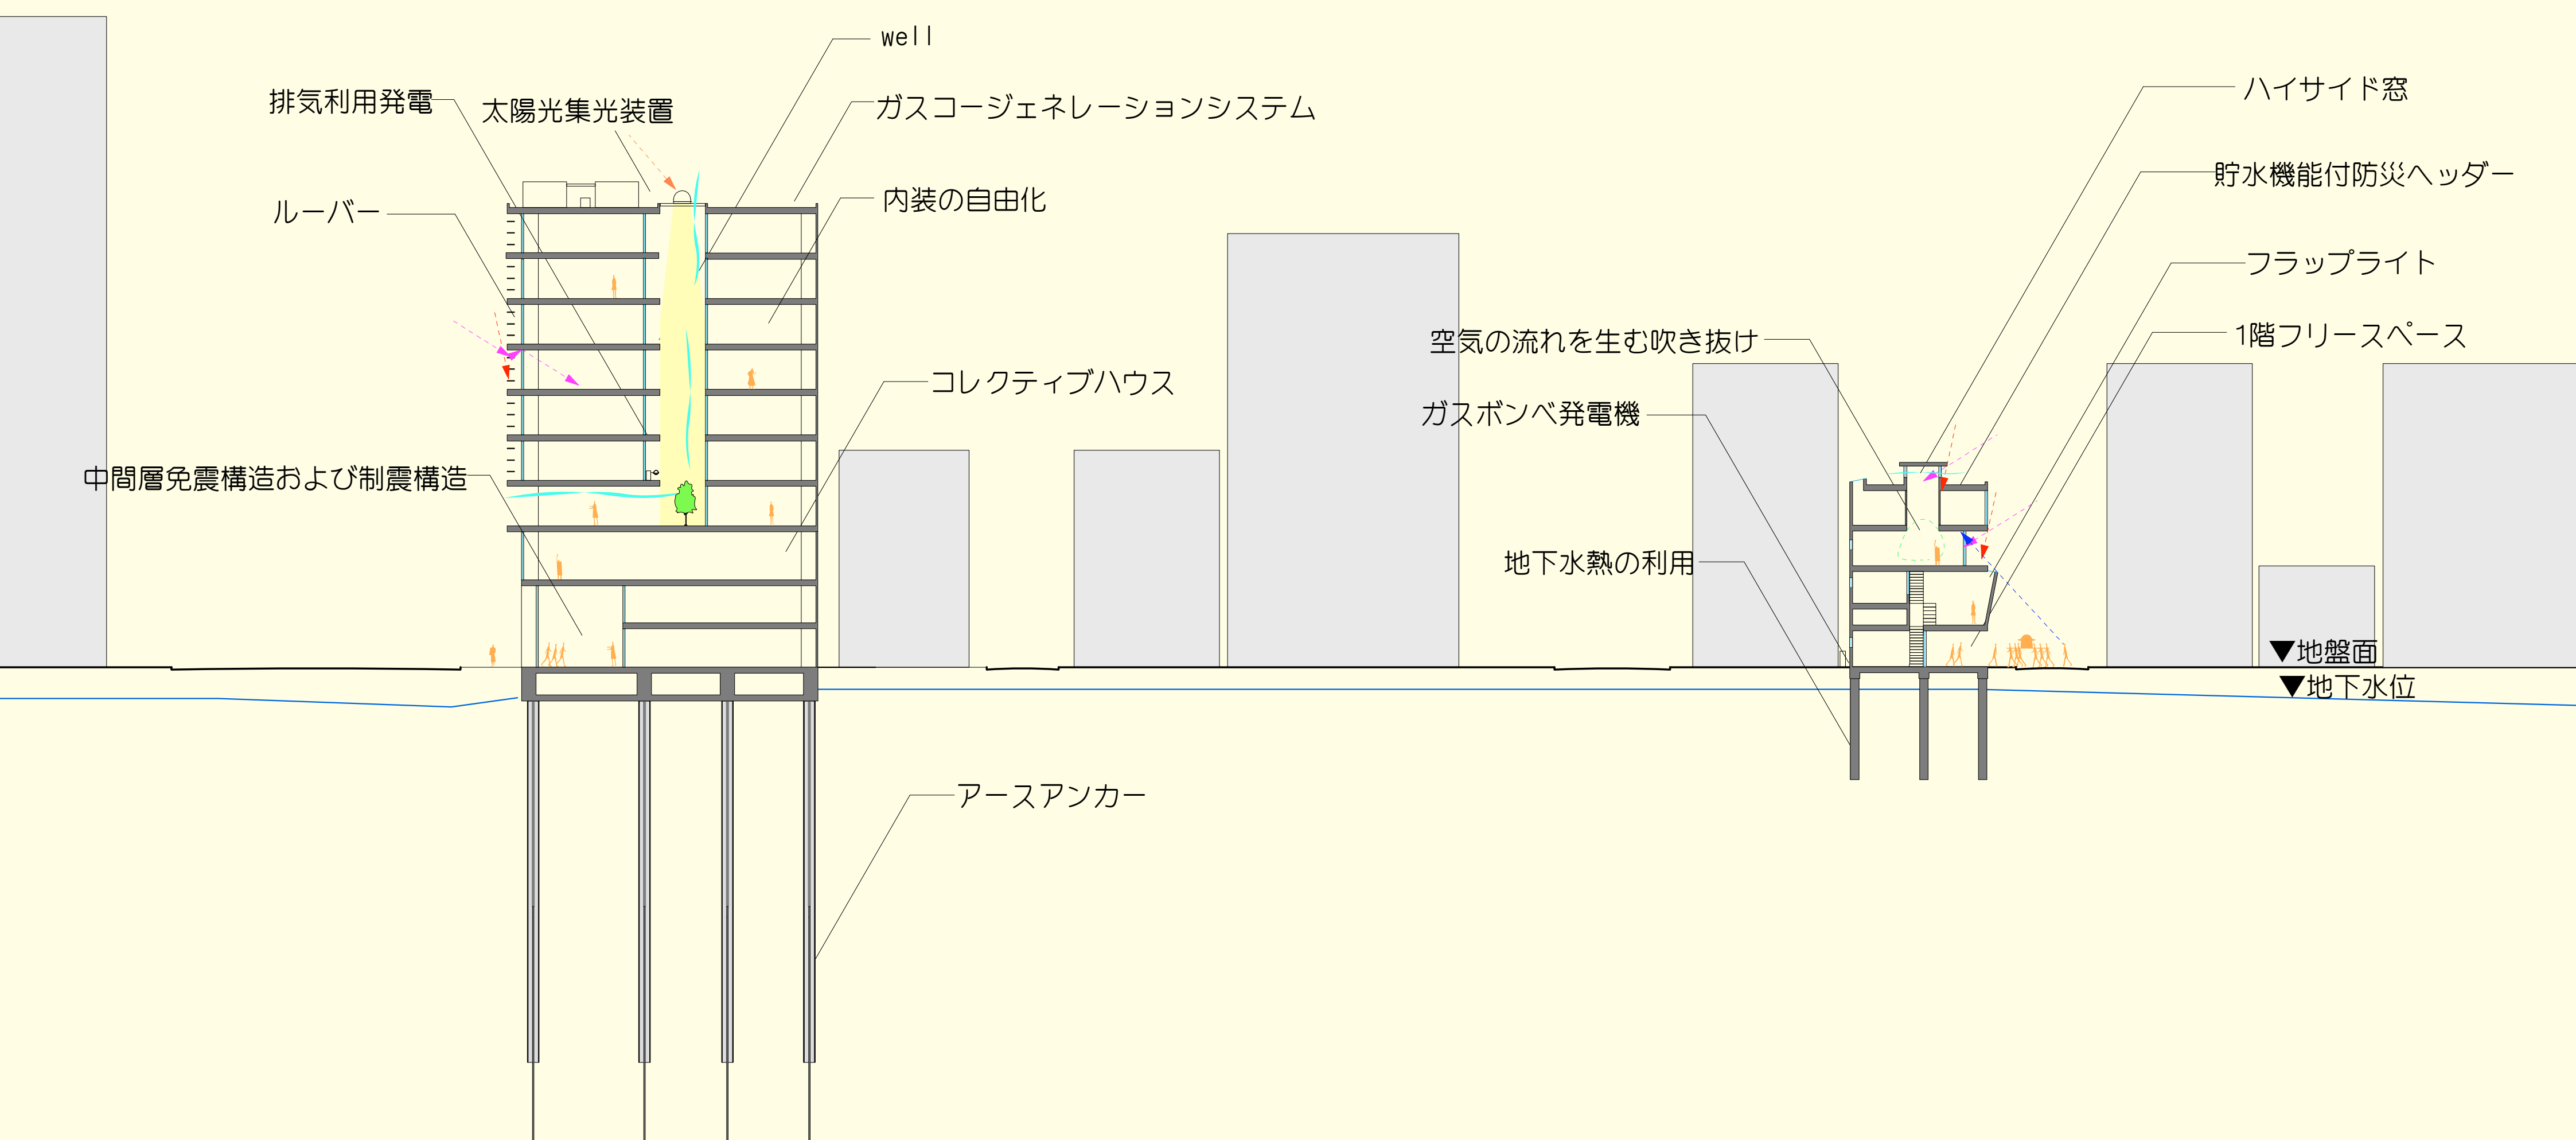 well
排気利用発電
太陽光集光装置
ガスコージェネレーションシステム
ルーバー
内装の自由化
コレクティブハウス
中間層免震構造および制震構造
アースアンカー
ハイサイド窓
貯水機能付防災ヘッダー
フラップライト
1階フリースペース
空気の流れを生む吹き抜け
ガスボンベ発電機
地下水熱の利用
▼地盤面
▼地下水位